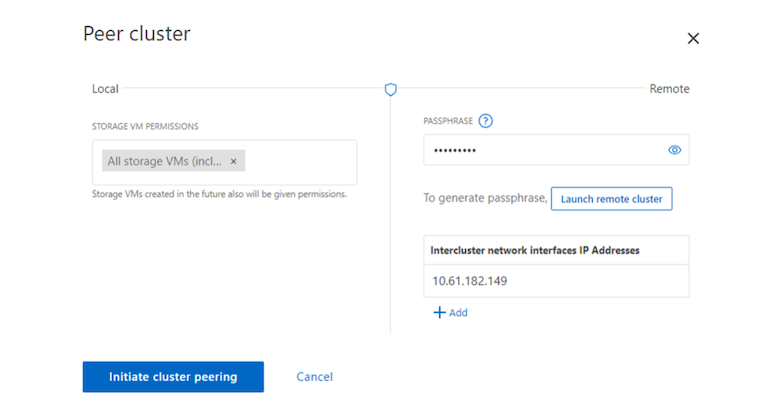 Peer cluster
Local
Remote
STORAGE VM PERMISSIONS
All storage VMs (incl... ×
Storage VMs created in the future also will be given permissions.
PASSPHRASE ?
•••••••••
To generate passphrase, Launch remote cluster
Intercluster network interfaces IP Addresses
10.61.182.149
+ Add
Initiate cluster peering
Cancel